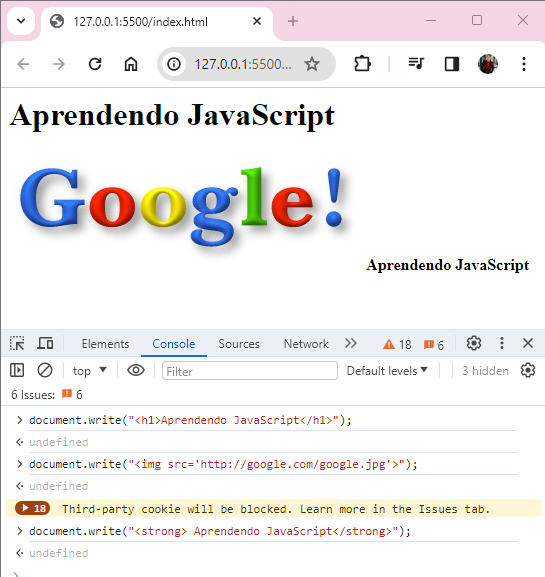 127.0.0.1:5500/index.html
127.0.0.1:5500...
Aprendendo JavaScript
Google!
Aprendendo JavaScript
Elements Console Sources Network 18 6
top Filter Default levels 3 hidden
6 Issues: 6
document.write("<h1>Aprendendo JavaScript</h1>");
undefined
document.write("<img src='http://google.com/google.jpg'>");
undefined
18 Third-party cookie will be blocked. Learn more in the Issues tab.
document.write("<strong> Aprendendo JavaScript</strong>");
undefined